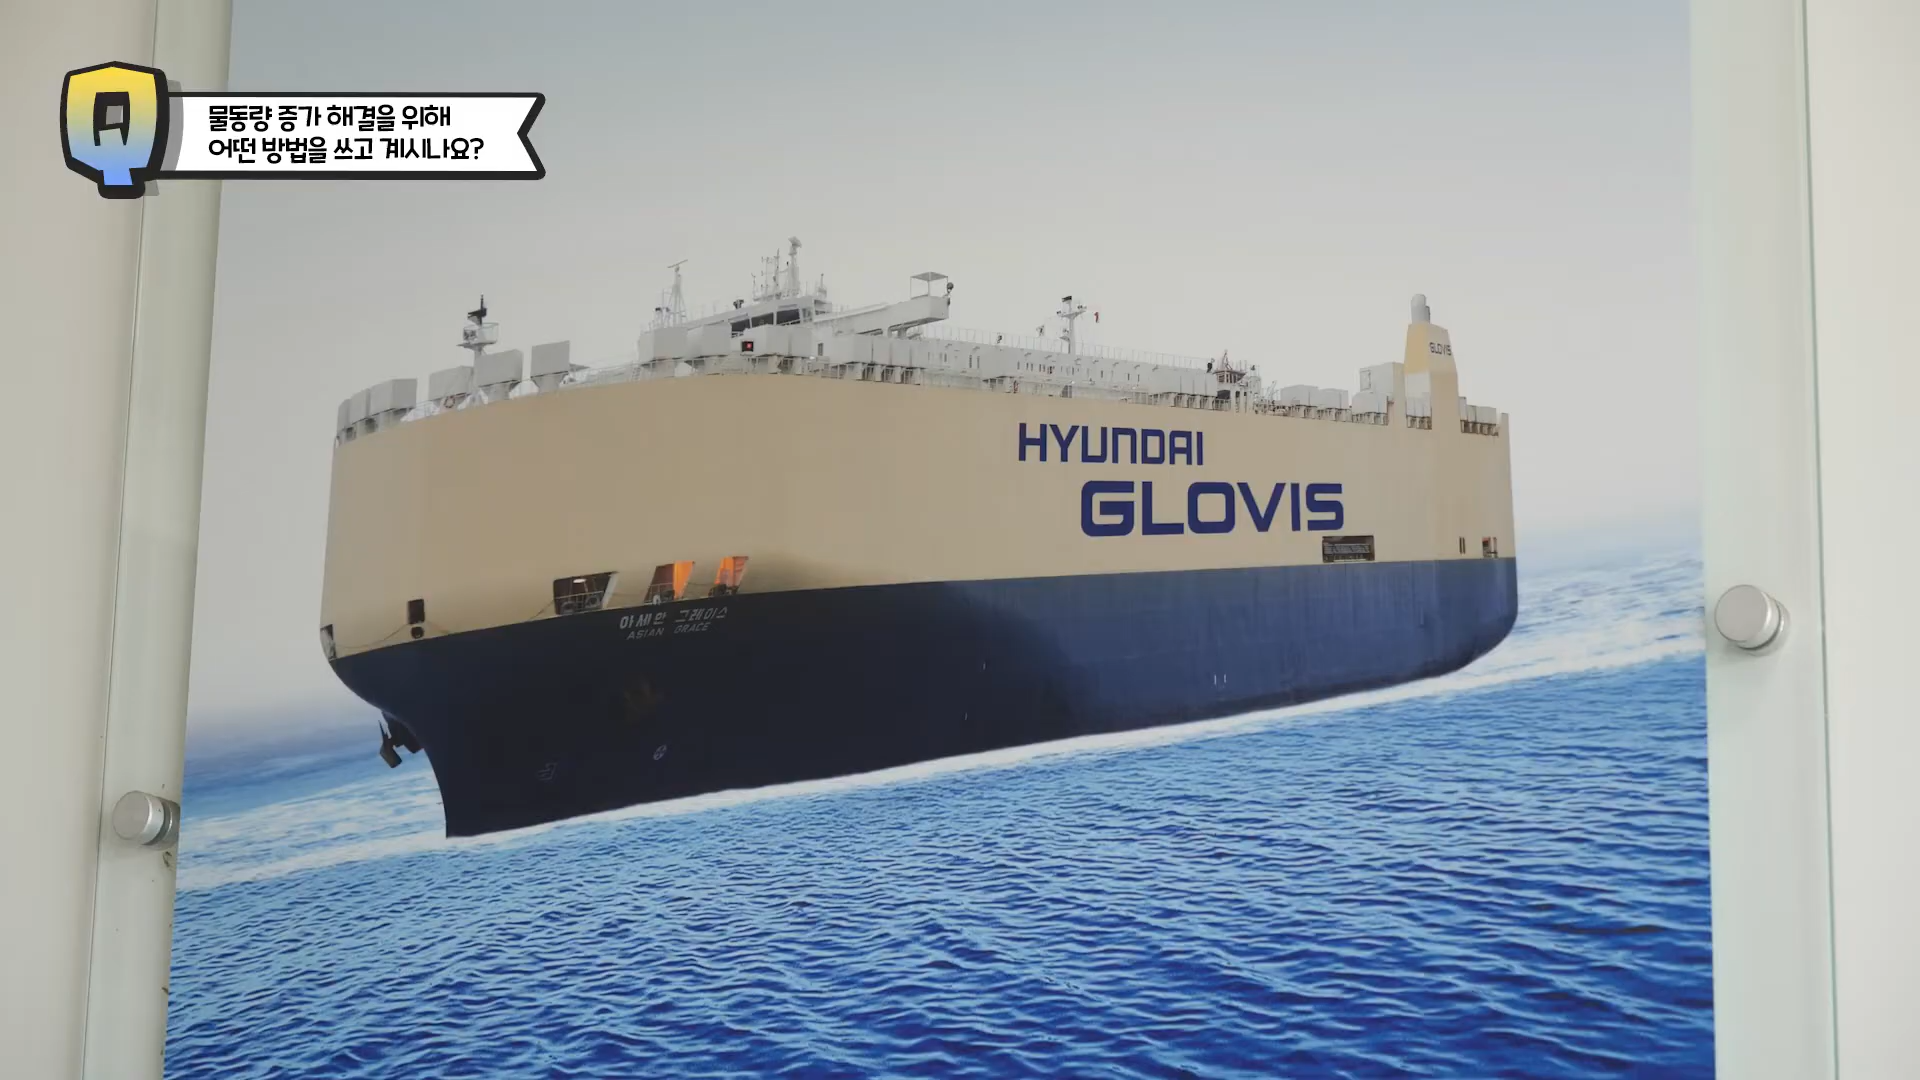 물동량 증가 해결을 위해
어떤 방법을 쓰고 계시나요?
HYUNDAI
GLOVIS
GLOVIS
아세안 그레이스
ASIAN GRACE